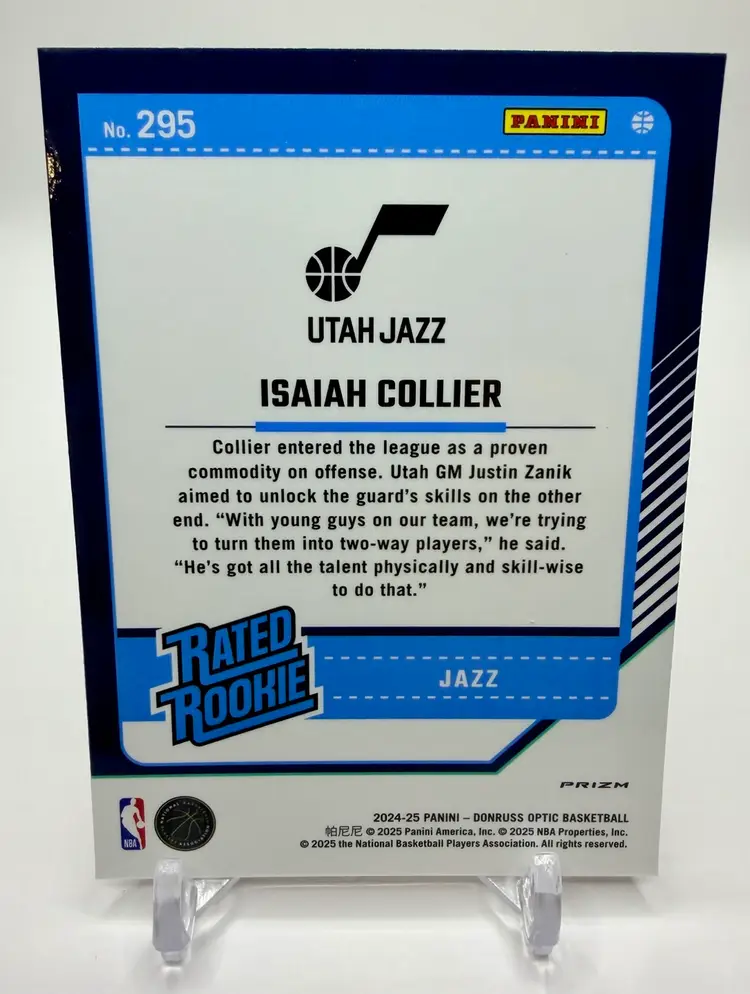 No. 295
PANINI
UTAH JAZZ
ISAIAH COLLIER
Collier entered the league as a proven
commodity on offense. Utah GM Justin Zanik
aimed to unlock the guard's skills on the other
end. “With young guys on our team, we're trying
to turn them into two-way players,” he said.
“He's got all the talent physically and skill-wise
to do that.”
RATED
ROOKIE
JAZZ
PRIZM
NBA
2024-25 PANINI – DONRUSS OPTIC BASKETBALL
帕尼尼 © 2025 Panini America, Inc. © 2025 NBA Properties, Inc.
© 2025 the National Basketball Players Association. All rights reserved.